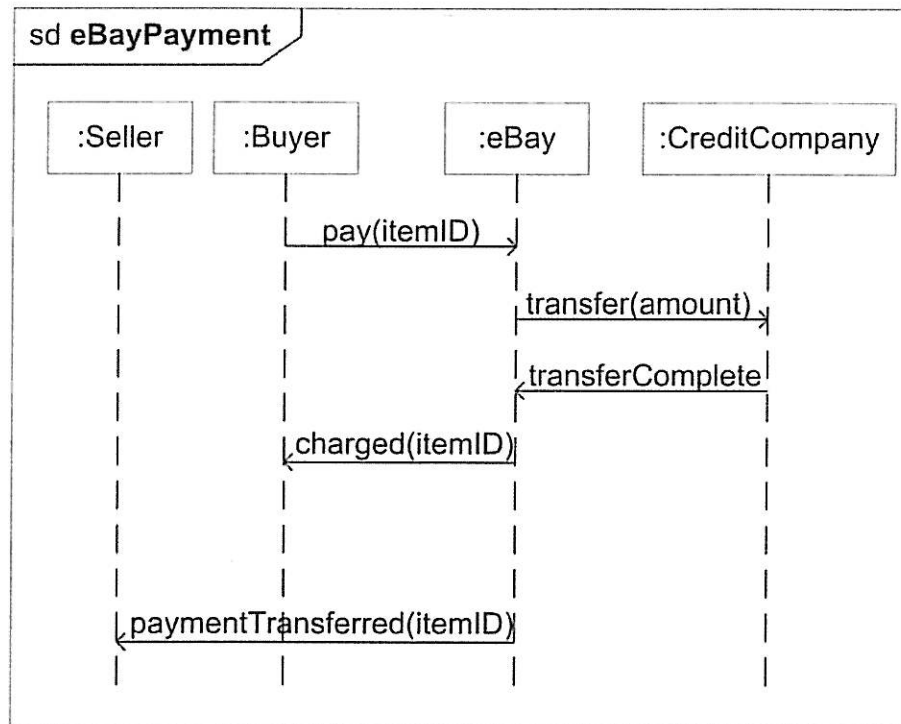 sd eBayPayment
:Seller :Buyer :eBay :CreditCompany
pay(itemID)
transfer(amount)
transferComplete
charged(itemID)
paymentTransferred(itemID)